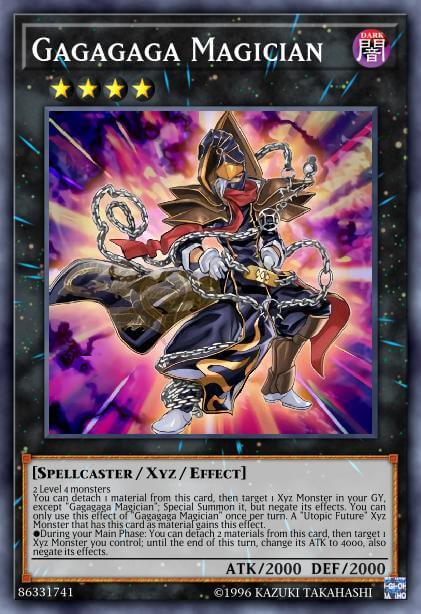 GAGAGAGA MAGICIAN
DARK
闇
[SPELLCASTER / XYZ / EFFECT]
2 Level 4 monsters
You can detach 1 material from this card, then target 1 Xyz Monster in your GY,
except "Gagagaga Magician"; Special Summon it, but negate its effects. You can
only use this effect of "Gagagaga Magician" once per turn. A "Utopic Future" Xyz
Monster that has this card as material gains this effect.
●During your Main Phase: You can detach 2 materials from this card, then target 1
Xyz Monster you control; until the end of this turn, change its ATK to 4000, also
negate its effects.
ATK/2000 DEF/2000
86331741
©1996 KAZUKI TAKAHASHI